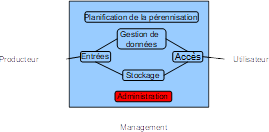 Planification de la pérennisation
Gestion de
données
Producteur
Entrées
Accès
Utilisateur
Stockage
Administration
Management